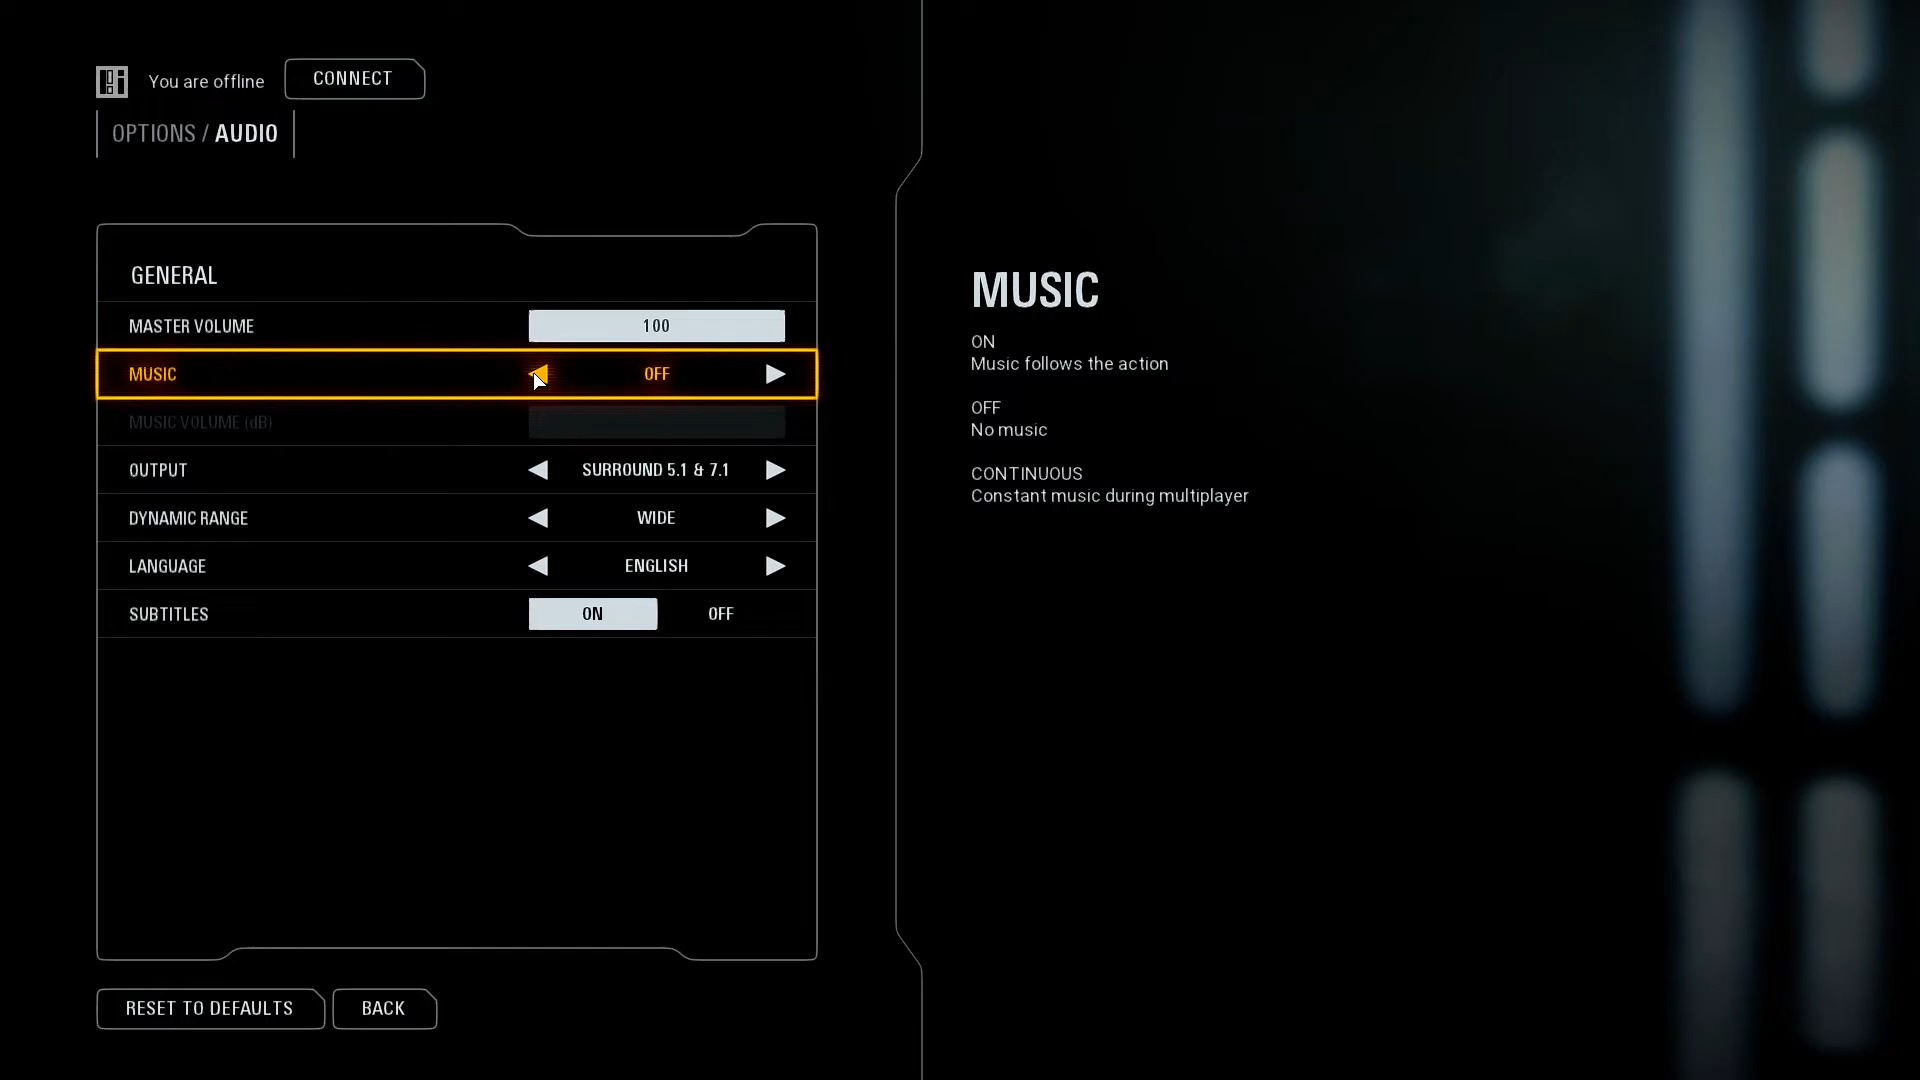 You are offline
CONNECT
OPTIONS / AUDIO
GENERAL
MASTER VOLUME 100
MUSIC OFF
MUSIC VOLUME (dB)
OUTPUT SURROUND 5.1 & 7.1
DYNAMIC RANGE WIDE
LANGUAGE ENGLISH
SUBTITLES ON OFF
RESET TO DEFAULTS
BACK
MUSIC
ON
Music follows the action
OFF
No music
CONTINUOUS
Constant music during multiplayer